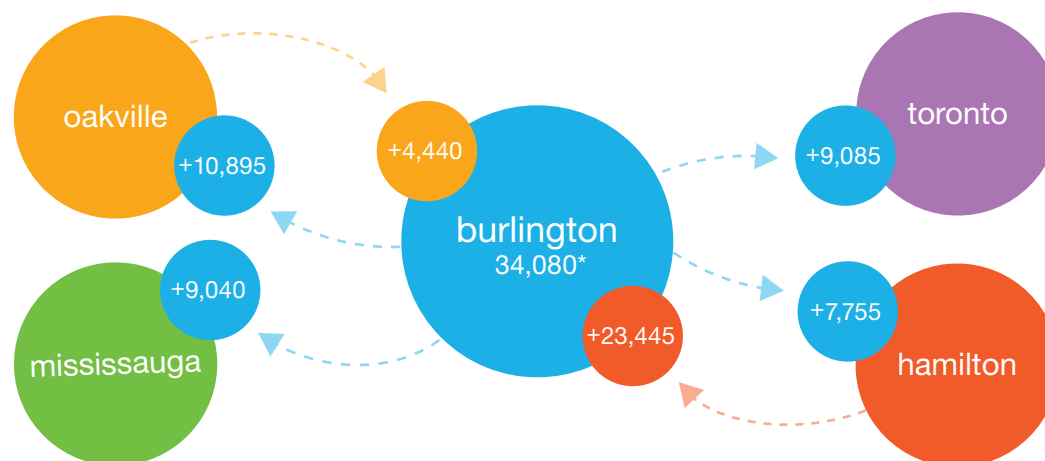 oakville
+10,895
+4,440
burlington
34,080*
+9,085
toronto
+9,040
mississauga
+23,445
+7,755
hamilton